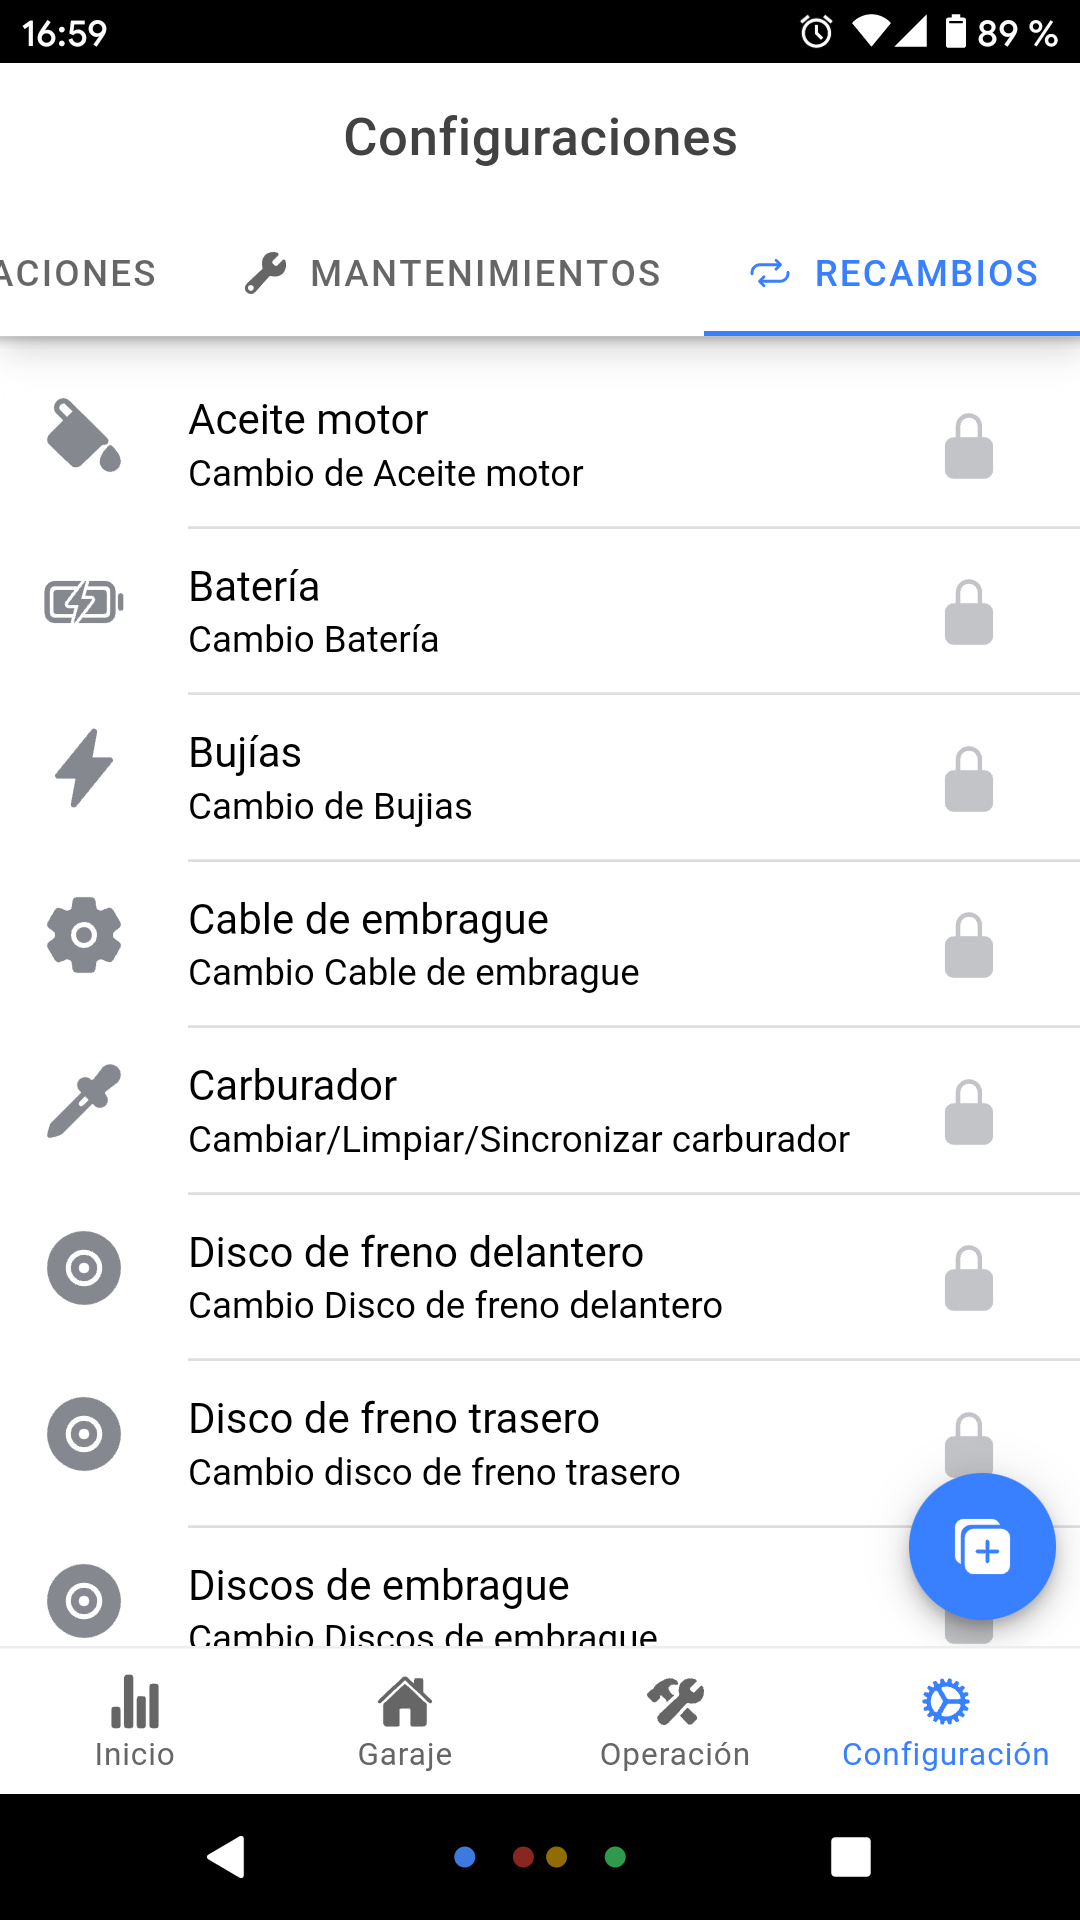 16:59
89 %
Configuraciones
ACIONES
MANTENIMIENTOS
RECAMBIOS
Aceite motor
Cambio de Aceite motor
Batería
Cambio Batería
Bujías
Cambio de Bujias
Cable de embrague
Cambio Cable de embrague
Carburador
Cambiar/Limpiar/Sincronizar carburador
Disco de freno delantero
Cambio Disco de freno delantero
Disco de freno trasero
Cambio disco de freno trasero
Discos de embrague
Cambio Discos de embrague
Inicio
Garaje
Operación
Configuración